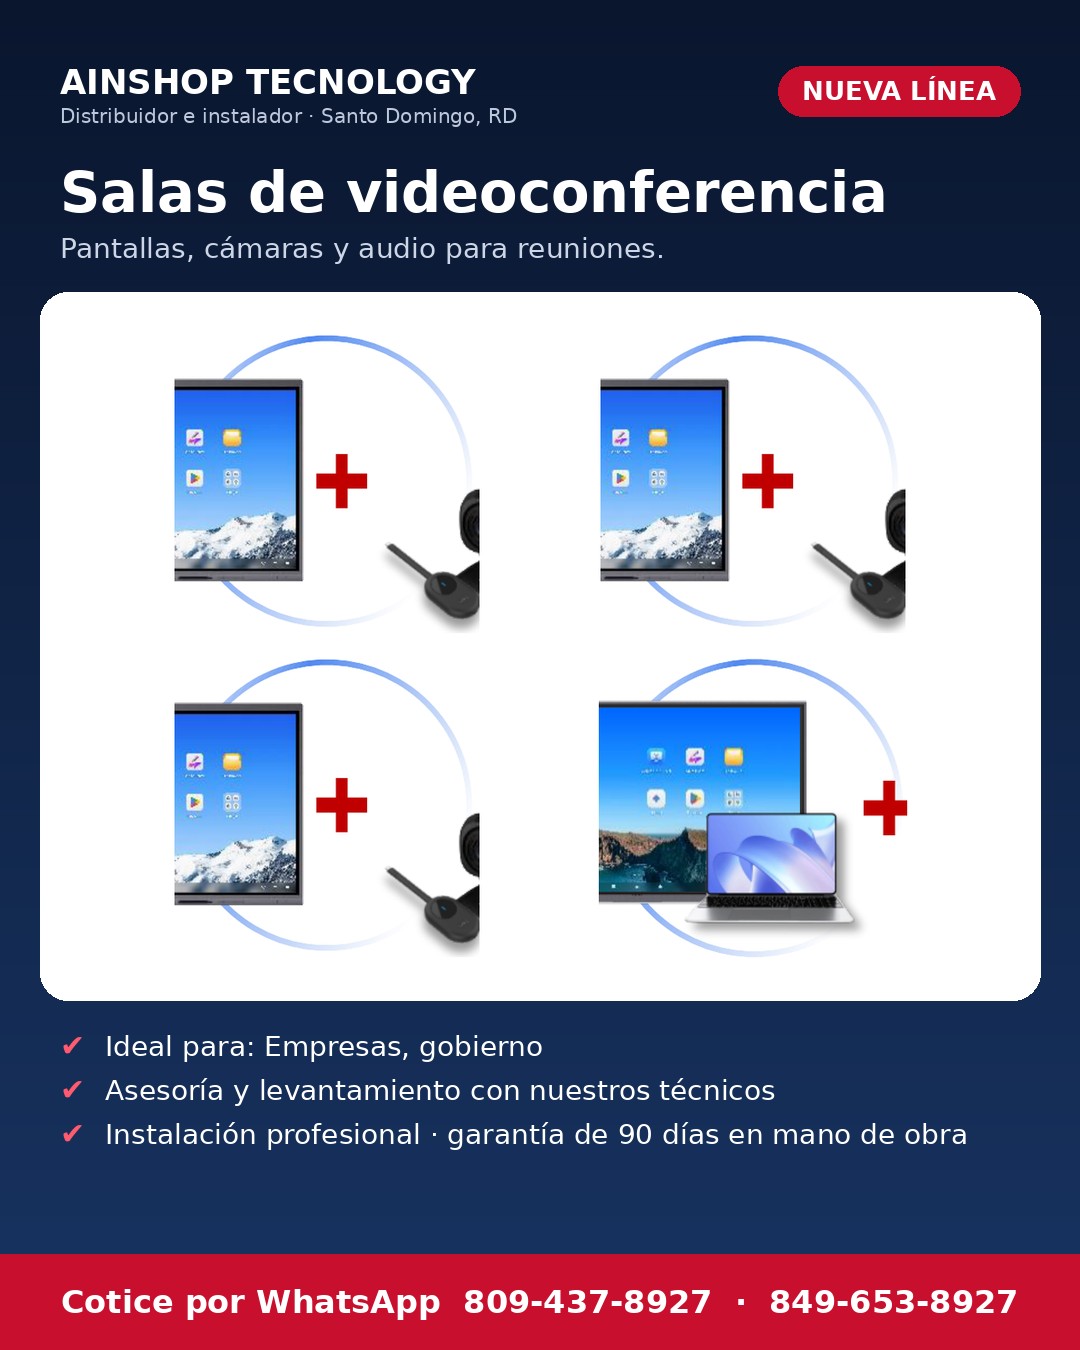 AINSHOP TECNOLOGY
NUEVA LÍNEA
Distribuidor e instalador · Santo Domingo, RD
Salas de videoconferencia
Pantallas, cámaras y audio para reuniones.
✔ Ideal para: Empresas, gobierno
✔ Asesoría y levantamiento con nuestros técnicos
✔ Instalación profesional · garantía de 90 días en mano de obra
Cotice por WhatsApp 809-437-8927 · 849-653-8927